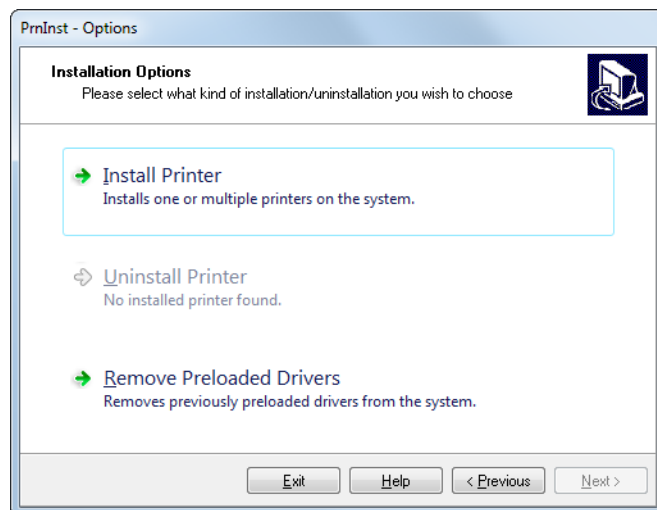 PrnInst - Options
Installation Options
Please select what kind of installation/uninstallation you wish to choose
Install Printer
Installs one or multiple printers on the system.
Uninstall Printer
No installed printer found.
Remove Preloaded Drivers
Removes previously preloaded drivers from the system.
Exit Help < Previous Next >